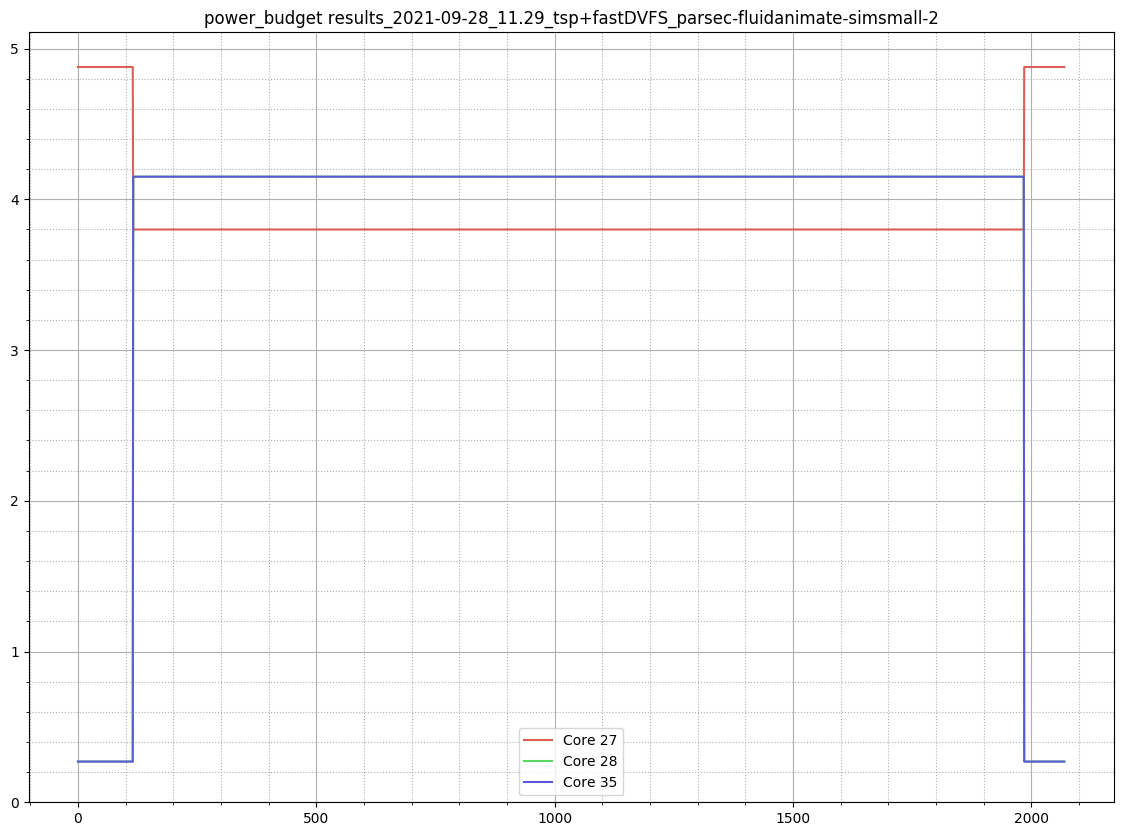 power_budget results_2021-09-28_11.29_tsp+fastDVFS_parsec-fluidanimate-simsmall-2
5
4
3
2
1
0
Core 27
Core 28
Core 35
0 500 1000 1500 2000